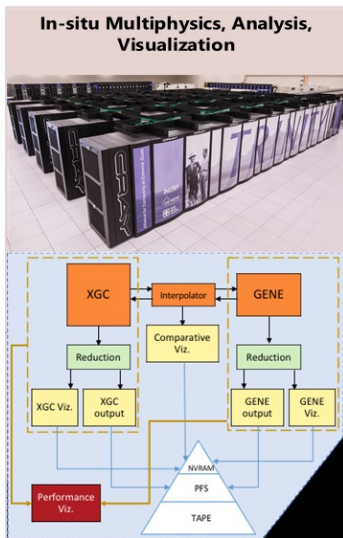 In-situ Multiphysics, Analysis,
Visualization
CRAY
TRINITY
XGC
Interpolator
GENE
Reduction
Comparative
Viz.
Reduction
XGC Viz.
XGC
output
GENE
output
GENE
Viz.
NVRAM
PFS
TAPE
Performance
Viz.